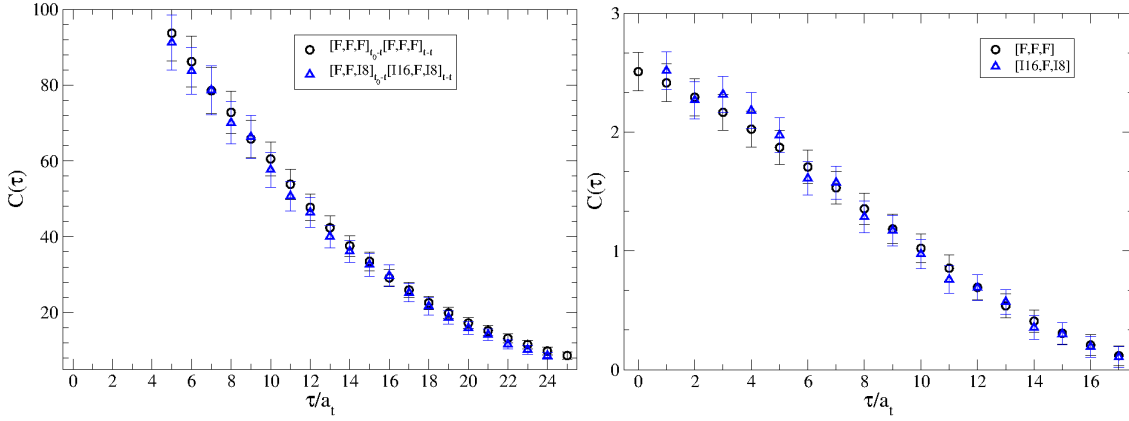 100
80
60
40
20
C(τ)
0 2 4 6 8 10 12 14 16 18 20 22 24
τ/a_t
[F,F,F]_{t_0-t}[F,F,F]_{t-t}
[F,F,I8]_{t_0-t}[I16,F,I8]_{t-t}
3
2
1
0
C(τ)
0 2 4 6 8 10 12 14 16
τ/a_t
[F,F,F]
[I16,F,I8]